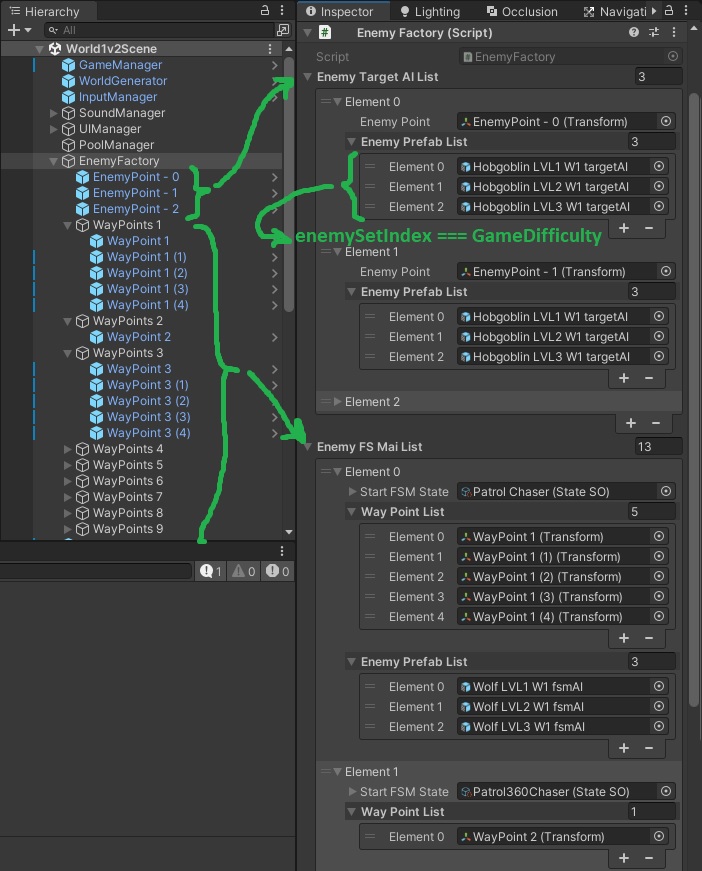 Hierarchy
All
World1v2Scene
GameManager
WorldGenerator
InputManager
SoundManager
UIManager
PoolManager
EnemyFactory
EnemyPoint - 0
EnemyPoint - 1
EnemyPoint - 2
WayPoints 1
WayPoint 1
WayPoint 1 (1)
WayPoint 1 (2)
WayPoint 1 (3)
WayPoint 1 (4)
WayPoints 2
WayPoint 2
WayPoints 3
WayPoint 3
WayPoint 3 (1)
WayPoint 3 (2)
WayPoint 3 (3)
WayPoint 3 (4)
WayPoints 4
WayPoints 5
WayPoints 6
WayPoints 7
WayPoints 8
WayPoints 9
1 0 0
Inspector Lighting Occlusion Navigati
# Enemy Factory (Script)
Script EnemyFactory
Enemy Target AI List 3
Element 0
Enemy Point EnemyPoint - 0 (Transform)
Enemy Prefab List 3
Element 0 Hobgoblin LVL1 W1 targetAI
Element 1 Hobgoblin LVL2 W1 targetAI
Element 2 Hobgoblin LVL3 W1 targetAI
enemySetIndex === GameDifficulty
Element 1
Enemy Point EnemyPoint - 1 (Transform)
Enemy Prefab List 3
Element 0 Hobgoblin LVL1 W1 targetAI
Element 1 Hobgoblin LVL2 W1 targetAI
Element 2 Hobgoblin LVL3 W1 targetAI
Element 2
Enemy FS Mai List 13
Element 0
Start FSM State Patrol Chaser (State SO)
Way Point List 5
Element 0 WayPoint 1 (Transform)
Element 1 WayPoint 1 (1) (Transform)
Element 2 WayPoint 1 (2) (Transform)
Element 3 WayPoint 1 (3) (Transform)
Element 4 WayPoint 1 (4) (Transform)
Enemy Prefab List 3
Element 0 Wolf LVL1 W1 fsmAI
Element 1 Wolf LVL2 W1 fsmAI
Element 2 Wolf LVL3 W1 fsmAI
Element 1
Start FSM State Patrol360Chaser (State SO)
Way Point List 1
Element 0 WayPoint 2 (Transform)